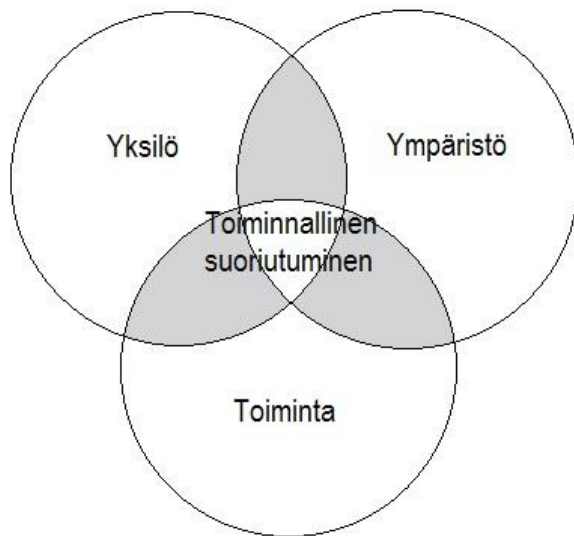 Yksilö
Ympäristö
Toiminnallinen
suoriutuminen
Toiminta